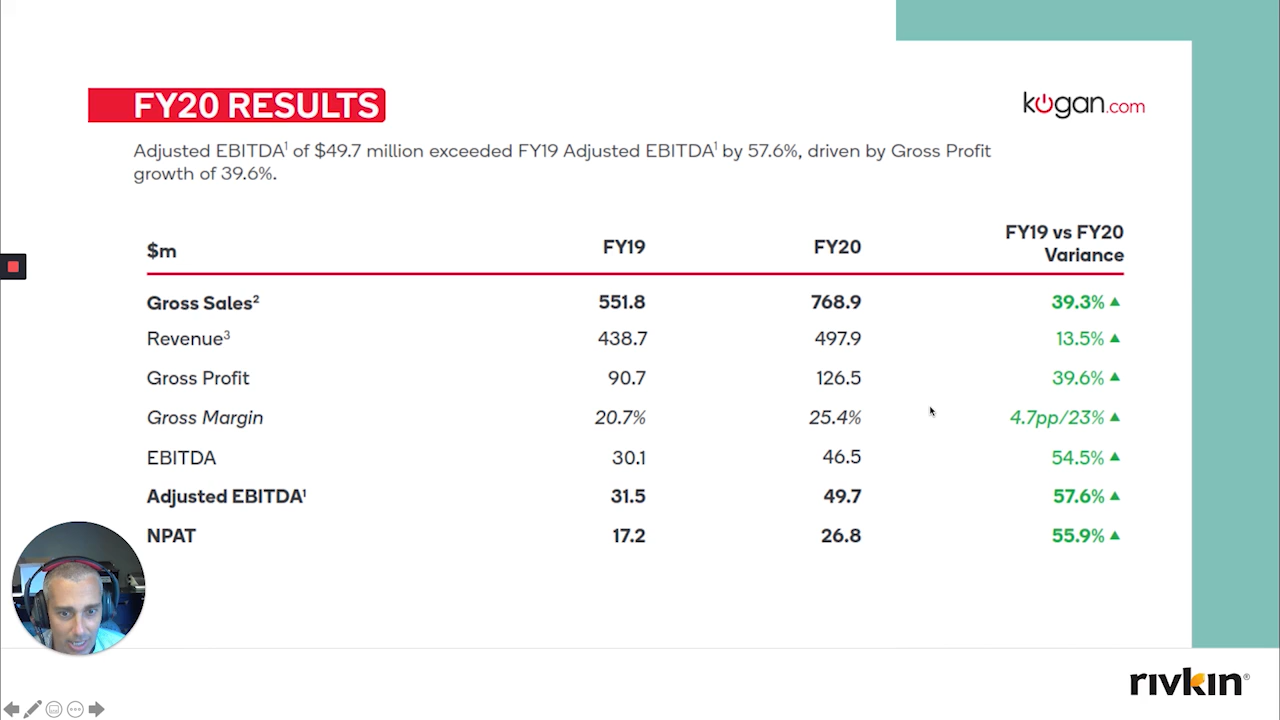 FY20 RESULTS
kogan.com
Adjusted EBITDA¹ of $49.7 million exceeded FY19 Adjusted EBITDA¹ by 57.6%, driven by Gross Profit
growth of 39.6%.
$m FY19 FY20 FY19 vs FY20 Variance
Gross Sales² 551.8 768.9 39.3% ▲
Revenue³ 438.7 497.9 13.5% ▲
Gross Profit 90.7 126.5 39.6% ▲
Gross Margin 20.7% 25.4% 4.7pp/23% ▲
EBITDA 30.1 46.5 54.5% ▲
Adjusted EBITDA¹ 31.5 49.7 57.6% ▲
NPAT 17.2 26.8 55.9% ▲
rivkin®